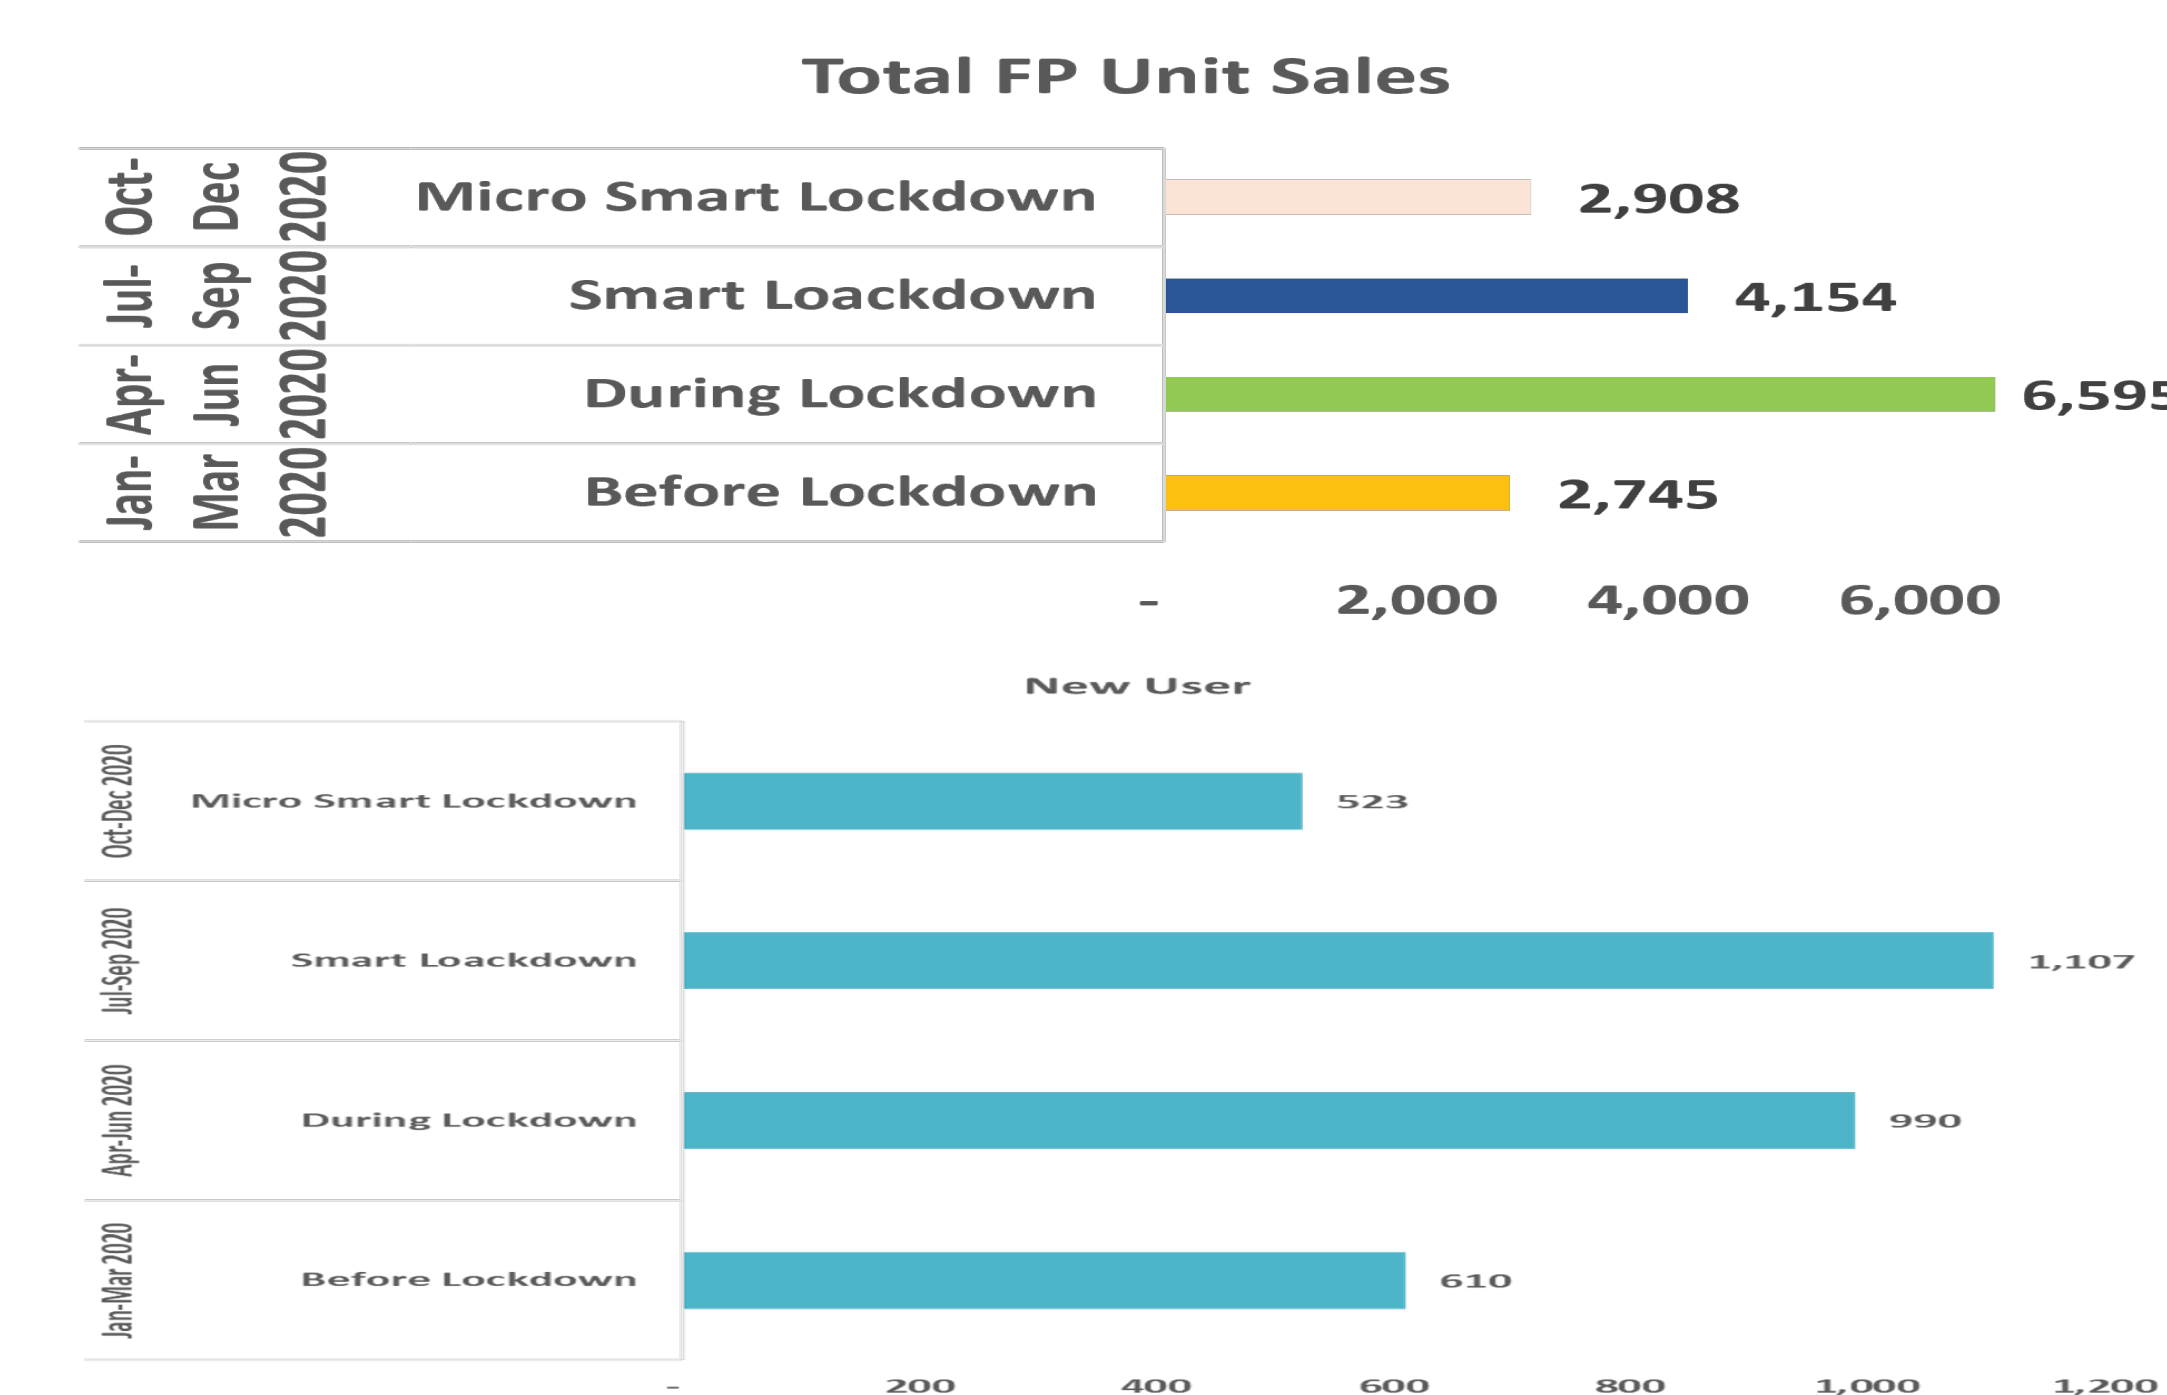 Total FP Unit Sales
Oct-
Dec
2020
Micro Smart Lockdown
2,908
Jul-
Sep
2020
Smart Loackdown
4,154
Apr-
Jun
2020
During Lockdown
6,595
Jan-
Mar
2020
Before Lockdown
2,745
- 2,000 4,000 6,000
New User
Oct-Dec 2020
Micro Smart Lockdown
523
Jul-Sep 2020
Smart Loackdown
1,107
Apr-Jun 2020
During Lockdown
990
Jan-Mar 2020
Before Lockdown
610
- 200 400 600 800 1,000 1,200